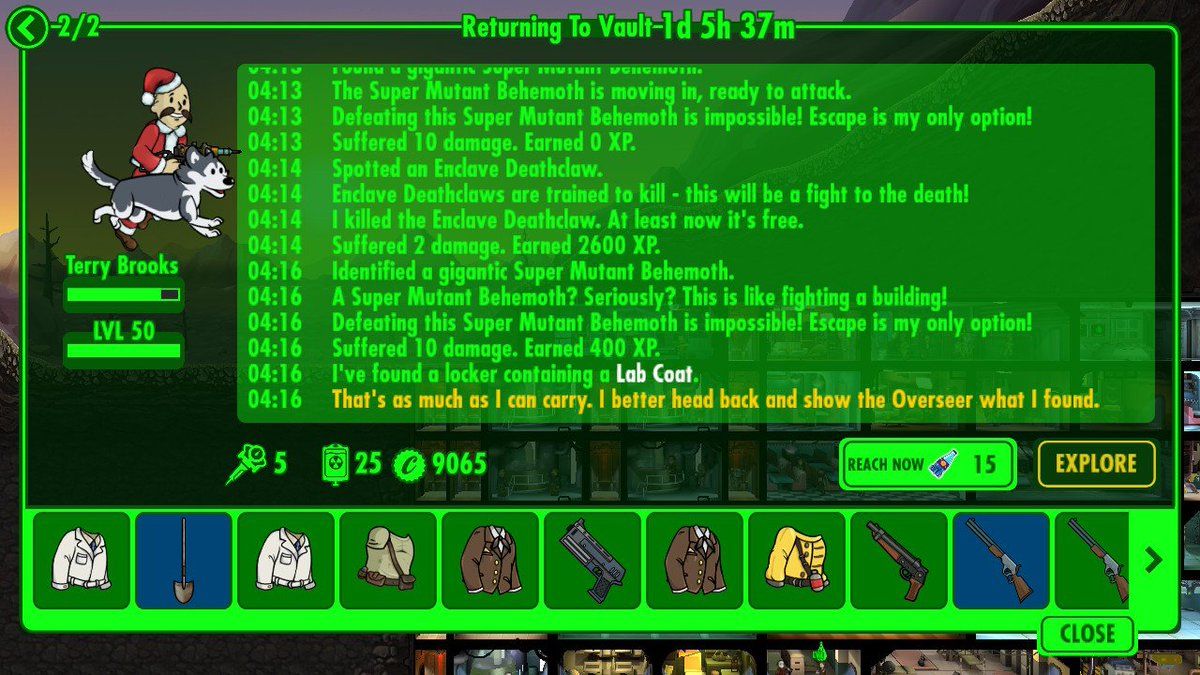 2/2
Returning To Vault 1d 5h 37m
04:13 Found a gigantic Super Mutant Behemoth.
04:13 The Super Mutant Behemoth is moving in, ready to attack.
04:13 Defeating this Super Mutant Behemoth is impossible! Escape is my only option!
04:13 Suffered 10 damage. Earned 0 XP.
04:14 Spotted an Enclave Deathclaw.
04:14 Enclave Deathclaws are trained to kill - this will be a fight to the death!
04:14 I killed the Enclave Deathclaw. At least now it's free.
04:14 Suffered 2 damage. Earned 2600 XP.
04:16 Identified a gigantic Super Mutant Behemoth.
04:16 A Super Mutant Behemoth? Seriously? This is like fighting a building!
04:16 Defeating this Super Mutant Behemoth is impossible! Escape is my only option!
04:16 Suffered 10 damage. Earned 400 XP.
04:16 I've found a locker containing a Lab Coat.
04:16 That's as much as I can carry. I better head back and show the Overseer what I found.
Terry Brooks
LVL 50
5 25 9065
REACH NOW 15
EXPLORE
CLOSE